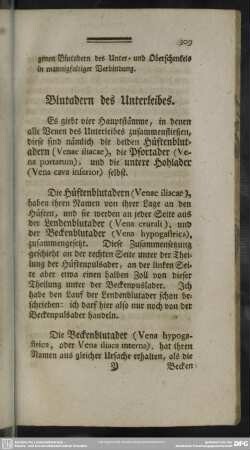 309
genen Blutadern des Unter- und Oberschenkels
in mannigfaltiger Verbindung.
Blutadern des Unterleibes.
Es giebt vier Hauptstämme, in denen
alle Venen des Unterleibes zusammenfließen,
diese sind nämlich die beiden Hüftenblut-
adern (Venae iliacae), die Pfortader (Ve-
na portarum), und die untere Hohlader
(Vena cava inferior) selbst.
Die Hüftenblutadern (Venae iliacae),
haben ihren Namen von ihrer Lage an den
Hüften, und sie werden an jeder Seite aus
der Lendenblutader (Vena cruralis), und
der Beckenblutader (Vena hypogastrica),
zusammengesetzt. Diese Zusammensetzung
geschieht an der rechten Seite unter der Thei-
lung der Hüftenpulsader, an der linken Sei-
te aber etwa einen halben Zoll von dieser
Theilung unter der Beckenpulsader. Ich
habe den Lauf der Lendenblutader schon be-
schrieben: ich darf hier also nur noch von der
Beckenpulsader handeln.
Die Beckenblutader (Vena hypoga-
strica, oder Vena iliaca interna), hat ihren
Namen aus gleicher Ursache erhalten, als die
Becken-